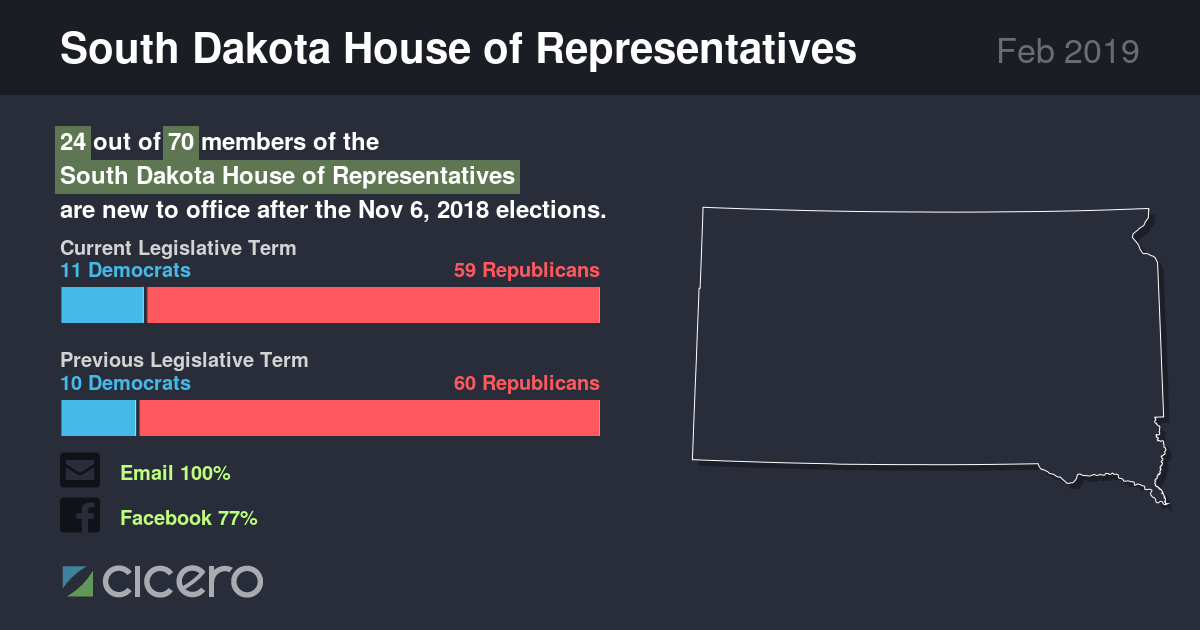 South Dakota House of Representatives
Feb 2019
24 out of 70 members of the
South Dakota House of Representatives
are new to office after the Nov 6, 2018 elections.
Current Legislative Term
11 Democrats
59 Republicans
Previous Legislative Term
10 Democrats
60 Republicans
Email 100%
Facebook 77%
cicero